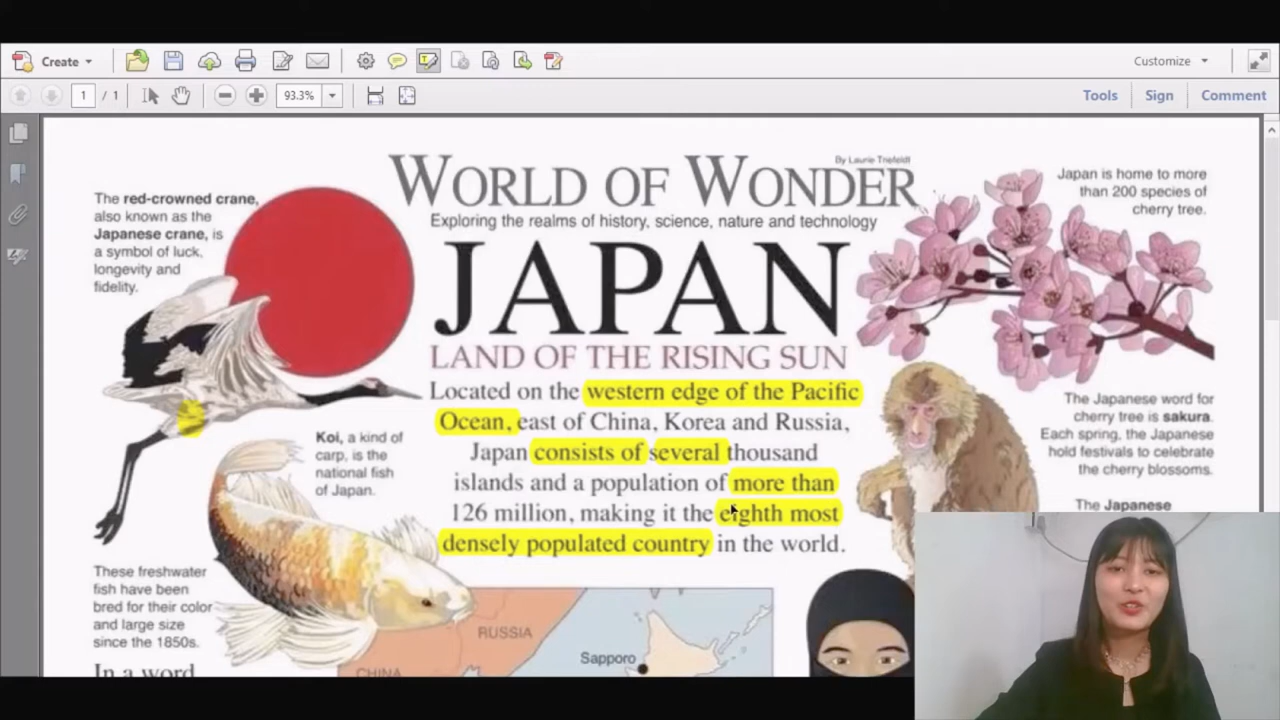 Create
Customize
1 / 1
93.3%
Tools
Sign
Comment
By Laurie Triefeldt
WORLD OF WONDER
Exploring the realms of history, science, nature and technology
JAPAN
LAND OF THE RISING SUN
Located on the western edge of the Pacific
Ocean, east of China, Korea and Russia,
Japan consists of several thousand
islands and a population of more than
126 million, making it the eighth most
densely populated country in the world.
The red-crowned crane,
also known as the
Japanese crane, is
a symbol of luck,
longevity and
fidelity.
Koi, a kind of
carp, is the
national fish
of Japan.
These freshwater
fish have been
bred for their color
and large size
since the 1850s.
In a word
Japan is home to more
than 200 species of
cherry tree.
The Japanese word for
cherry tree is sakura.
Each spring, the Japanese
hold festivals to celebrate
the cherry blossoms.
The Japanese
RUSSIA
CHINA
Sapporo